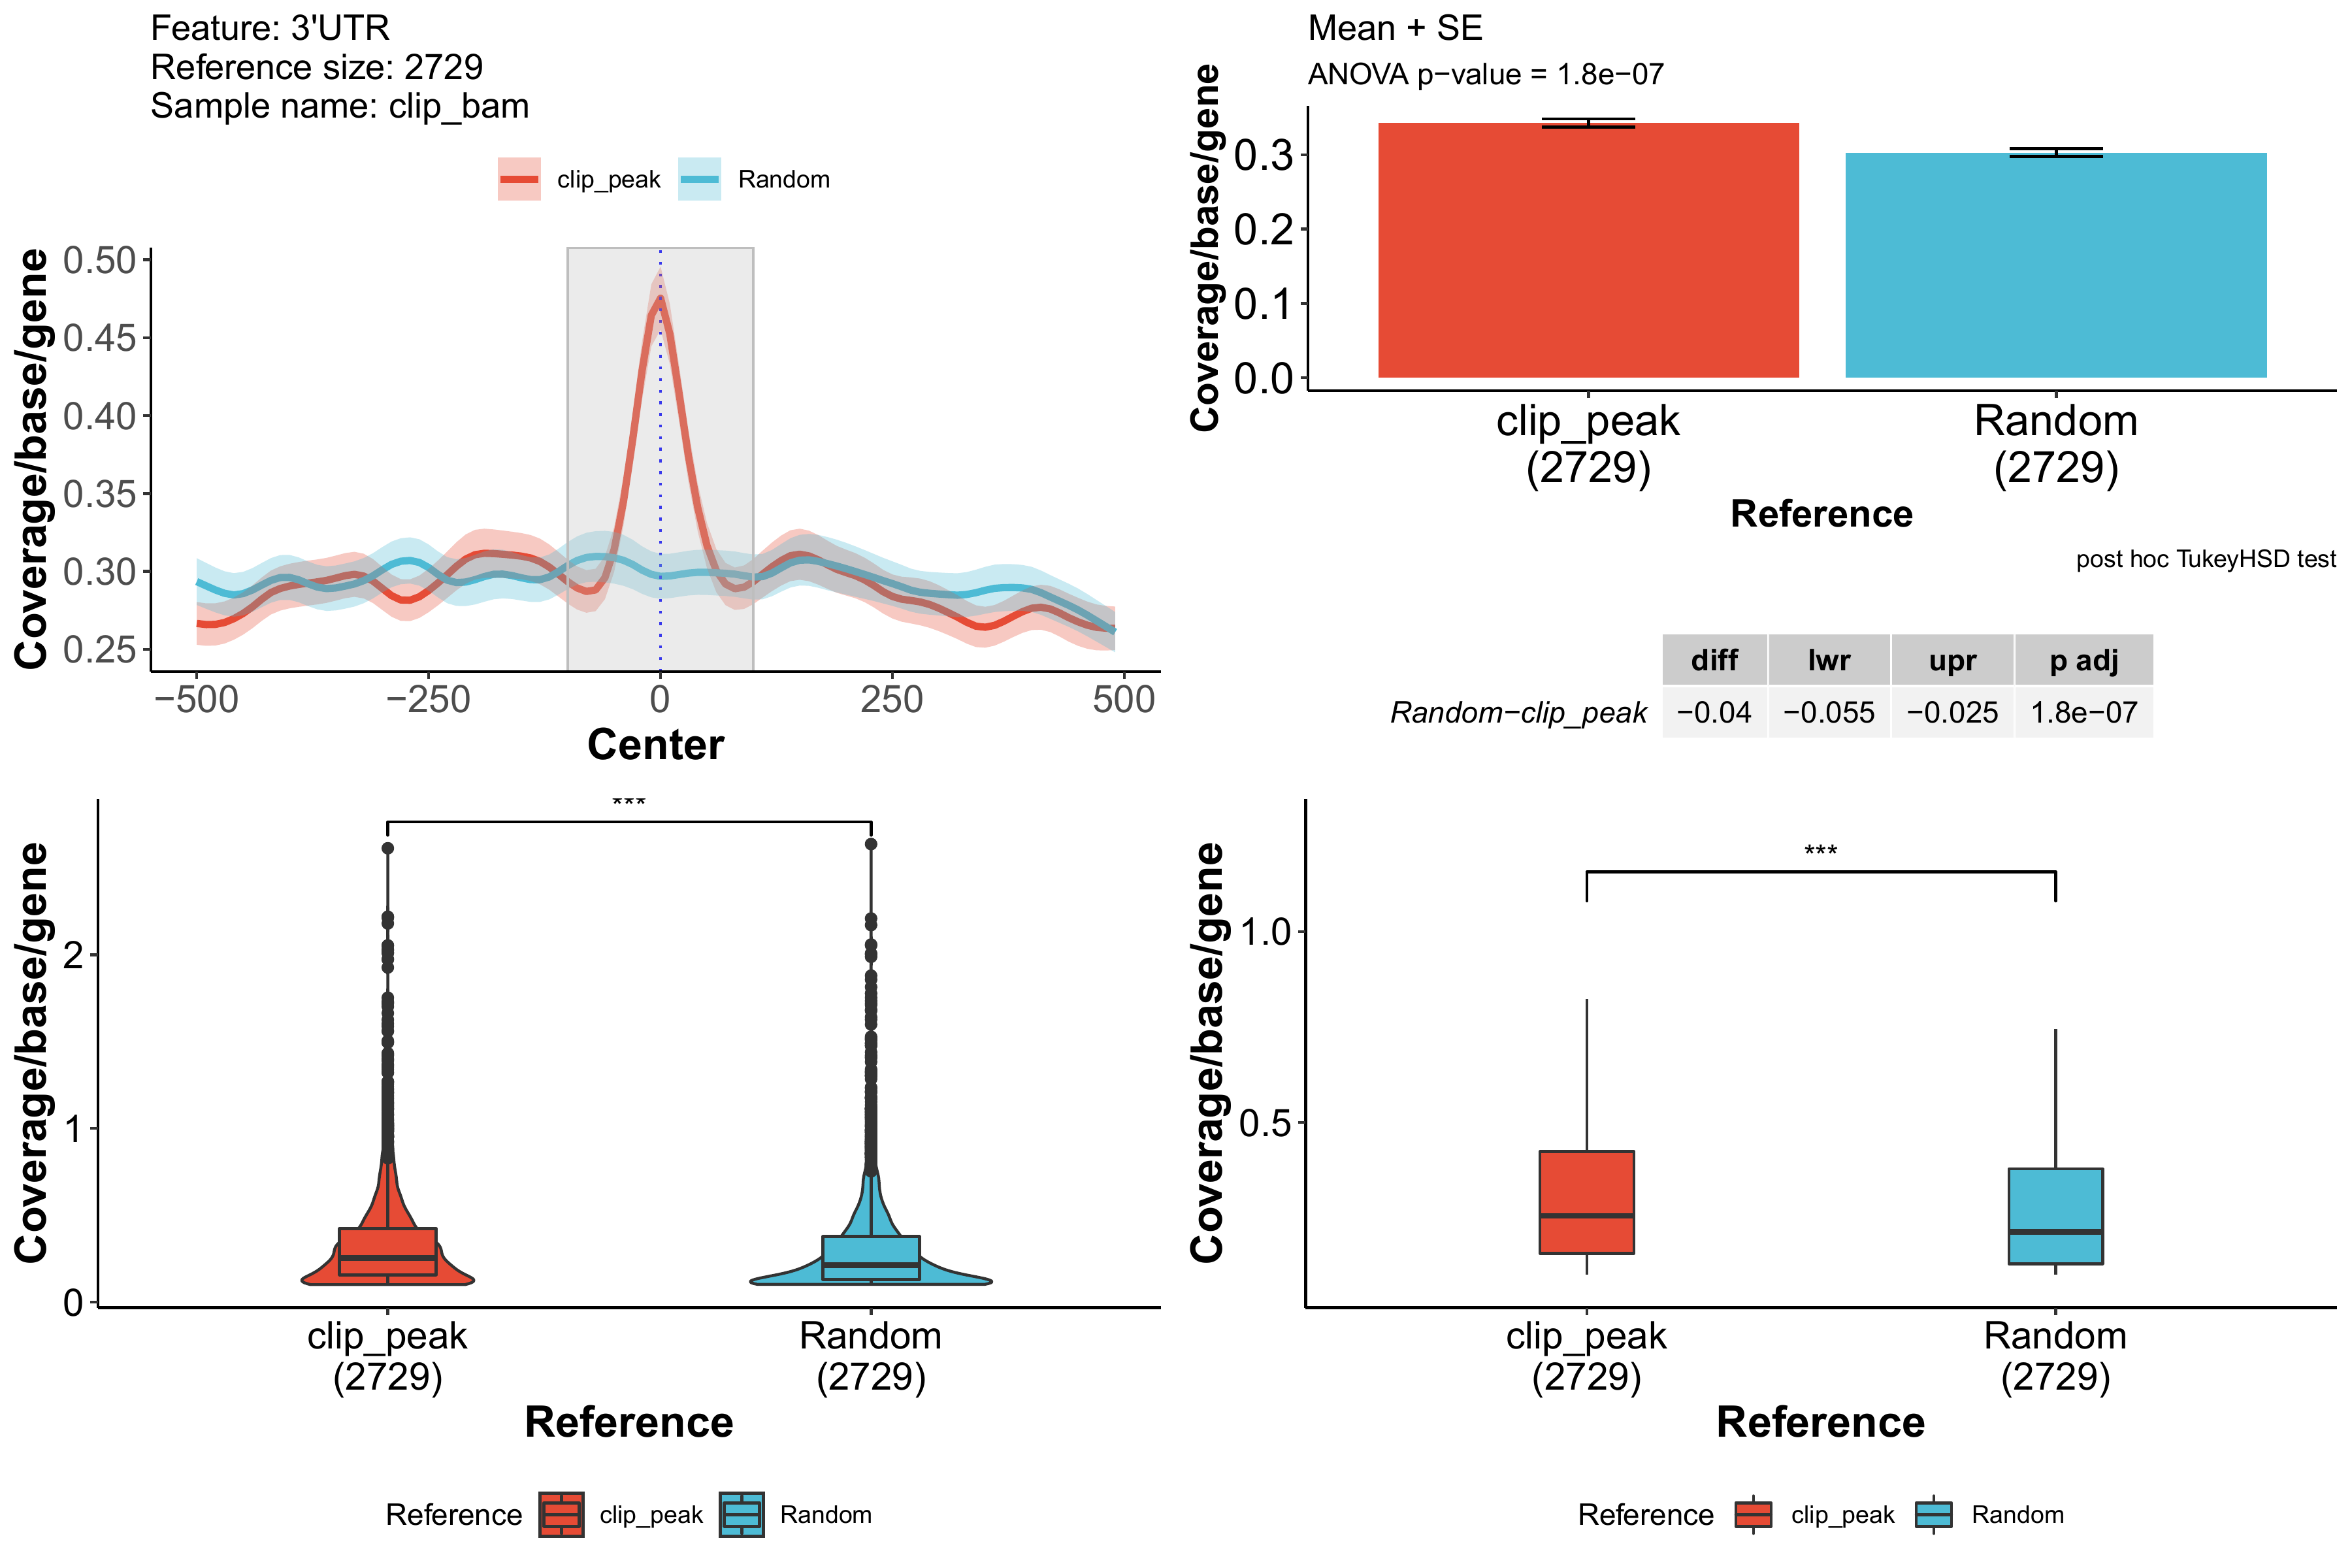 Feature: 3'UTR
Reference size: 2729
Sample name: clip_bam
clip_peak Random
Coverage/base/gene
0.50
0.45
0.40
0.35
0.30
0.25
−500 −250 0 250 500
Center
Mean + SE
ANOVA p−value = 1.8e−07
Coverage/base/gene
0.3
0.2
0.1
0.0
clip_peak Random
(2729) (2729)
Reference
post hoc TukeyHSD test
diff lwr upr p adj
Random−clip_peak −0.04 −0.055 −0.025 1.8e−07
***
Coverage/base/gene
2
1
0
clip_peak Random
(2729) (2729)
Reference
Reference clip_peak Random
***
Coverage/base/gene
1.0
0.5
clip_peak Random
(2729) (2729)
Reference
Reference clip_peak Random